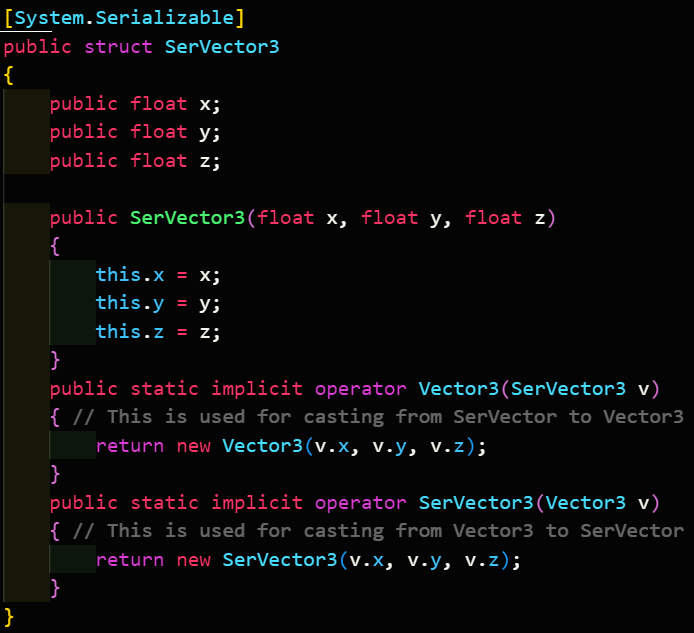 [System.Serializable]
public struct SerVector3
{
public float x;
public float y;
public float z;
public SerVector3(float x, float y, float z)
{
this.x = x;
this.y = y;
this.z = z;
}
public static implicit operator Vector3(SerVector3 v)
{ // This is used for casting from SerVector to Vector3
return new Vector3(v.x, v.y, v.z);
}
public static implicit operator SerVector3(Vector3 v)
{ // This is used for casting from Vector3 to SerVector
return new SerVector3(v.x, v.y, v.z);
}
}